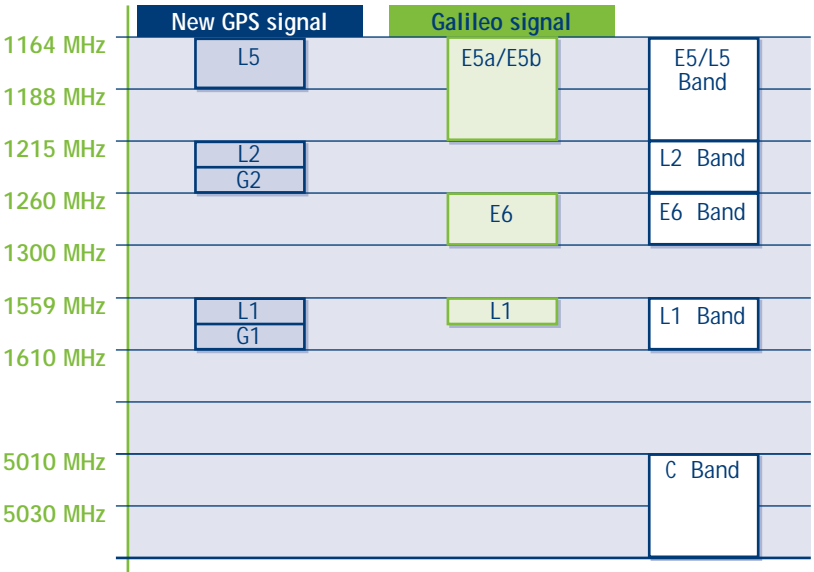 New GPS signal
Galileo signal
1164 MHz
L5
E5a/E5b
E5/L5
Band
1188 MHz
1215 MHz
L2
L2 Band
G2
1260 MHz
E6
E6 Band
1300 MHz
1559 MHz
L1
L1
L1 Band
G1
1610 MHz
5010 MHz
C Band
5030 MHz